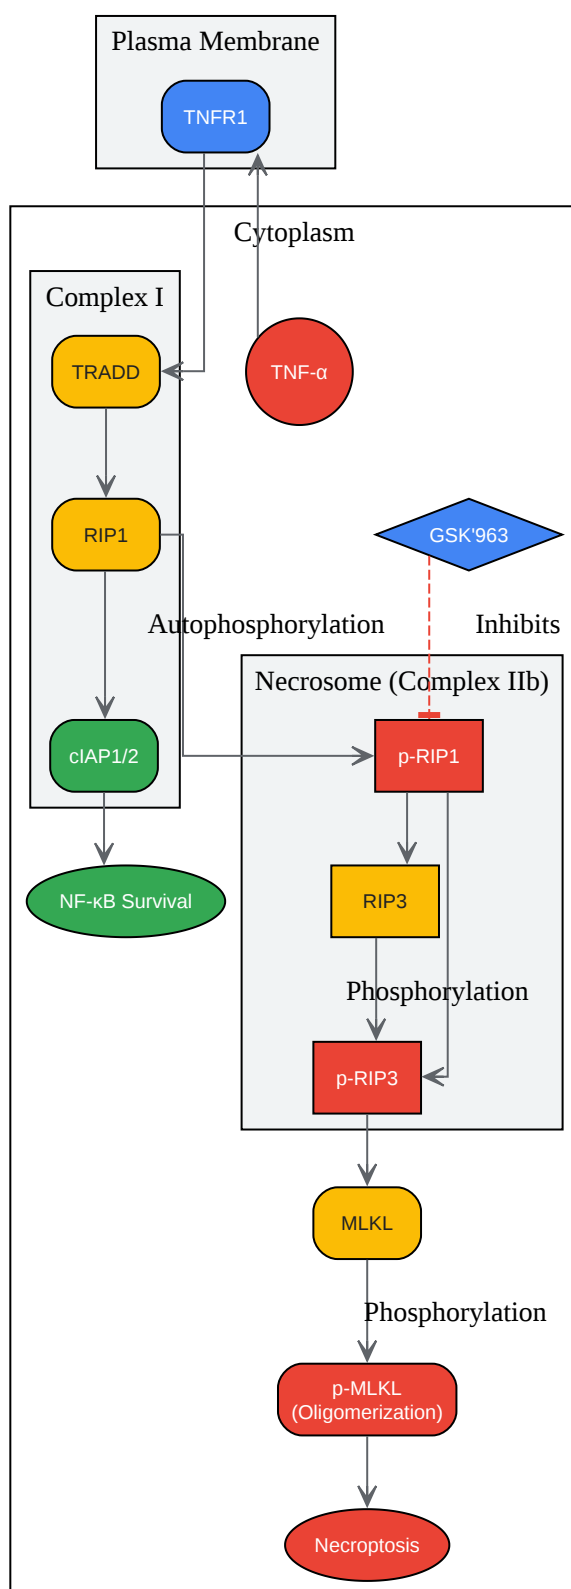 Plasma Membrane
TNFR1
Cytoplasm
Complex I
TRADD
TNF-α
RIP1
GSK'963
Autophosphorylation
Inhibits
Necrosome (Complex IIb)
cIAP1/2
p-RIP1
NF-κB Survival
RIP3
Phosphorylation
p-RIP3
MLKL
Phosphorylation
p-MLKL
(Oligomerization)
Necroptosis